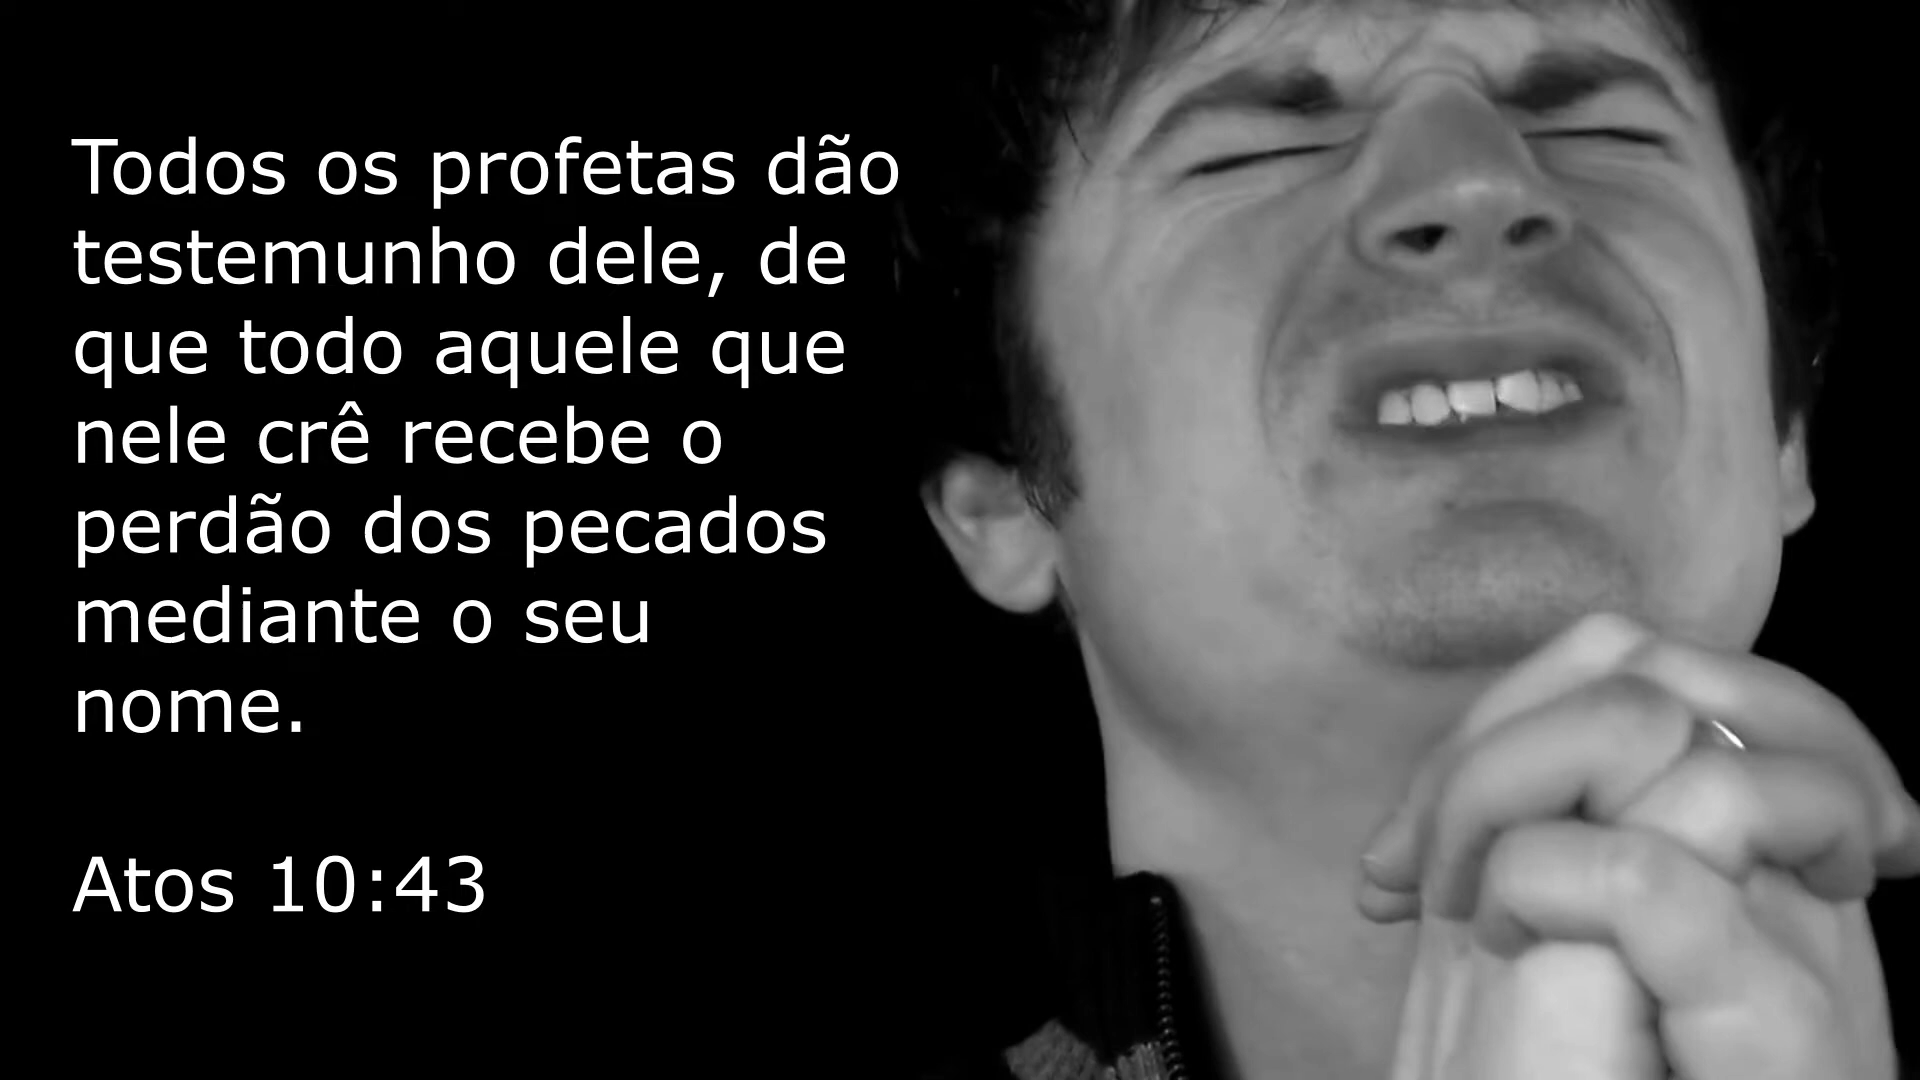 Todos os profetas dão
testemunho dele, de
que todo aquele que
nele crê recebe o
perdão dos pecados
mediante o seu
nome.
Atos 10:43